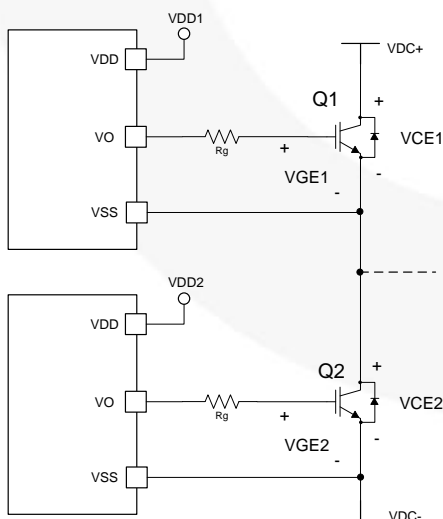 VDD1
VDD
VDC+
Q1
+
VO
Rg
+
VCE1
VGE1
-
-
VSS
VDD2
VDD
Q2
+
VO
Rg
+
VCE2
VGE2
-
-
VSS
VDC-